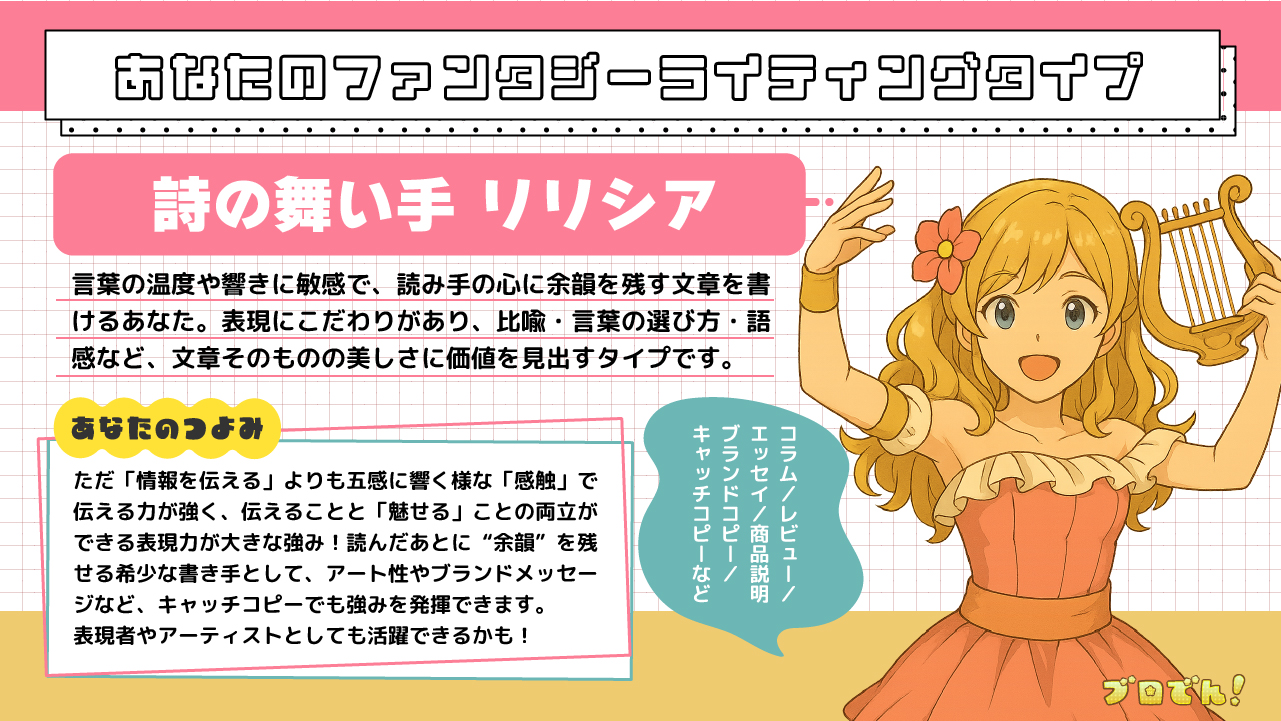 あなたのファンタジーライティングタイプ
詩の舞い手 リリシア
言葉の温度や響きに敏感で、読み手の心に余韻を残す文章を書
けるあなた。表現にこだわりがあり、比喩・言葉の選び方・語
感など、文章そのものの美しさに価値を見出すタイプです。
あなたのつよみ
ただ「情報を伝える」よりも五感に響く様な「感触」で
伝える力が強く、伝えることと「魅せる」ことの両立が
できる表現力が大きな強み！読んだあとに“余韻”を残
せる希少な書き手として、アート性やブランドメッセー
ジなど、キャッチコピーでも強みを発揮できます。
表現者やアーティストとしても活躍できるかも！
コラム/レビュー/
エッセイ/商品説明
ブランドコピー/
キャッチコピーなど
ブロでん！